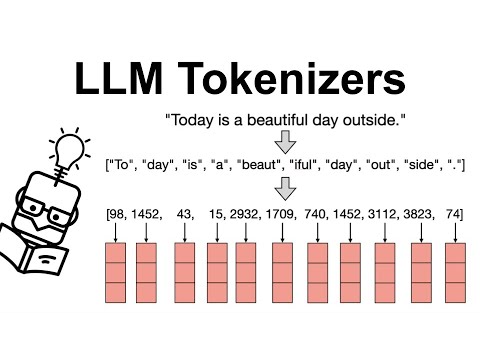 LLM Tokenizers
"Today is a beautiful day outside."
["To", "day", "is", "a", "beaut", "iful", "day", "out", "side", "."]
[98, 1452, 43, 15, 2932, 1709, 740, 1452, 3112, 3823, 74]